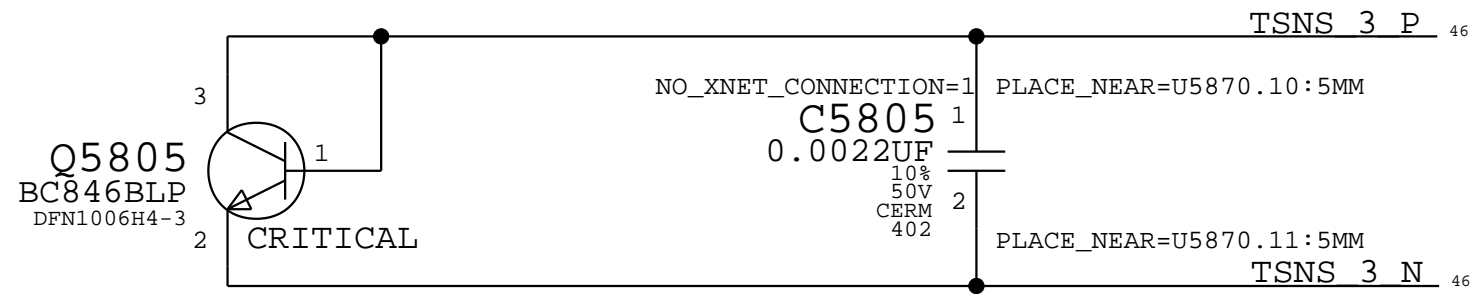 TSNS_3_P 46
NO_XNET_CONNECTION=1 PLACE_NEAR=U5870.10:5MM
3
C5805 1
Q5805 1 0.0022UF
BC846BLP 10%
DFN1006H4-3 50V
CERM 2
402
2 CRITICAL PLACE_NEAR=U5870.11:5MM
TSNS_3_N 46